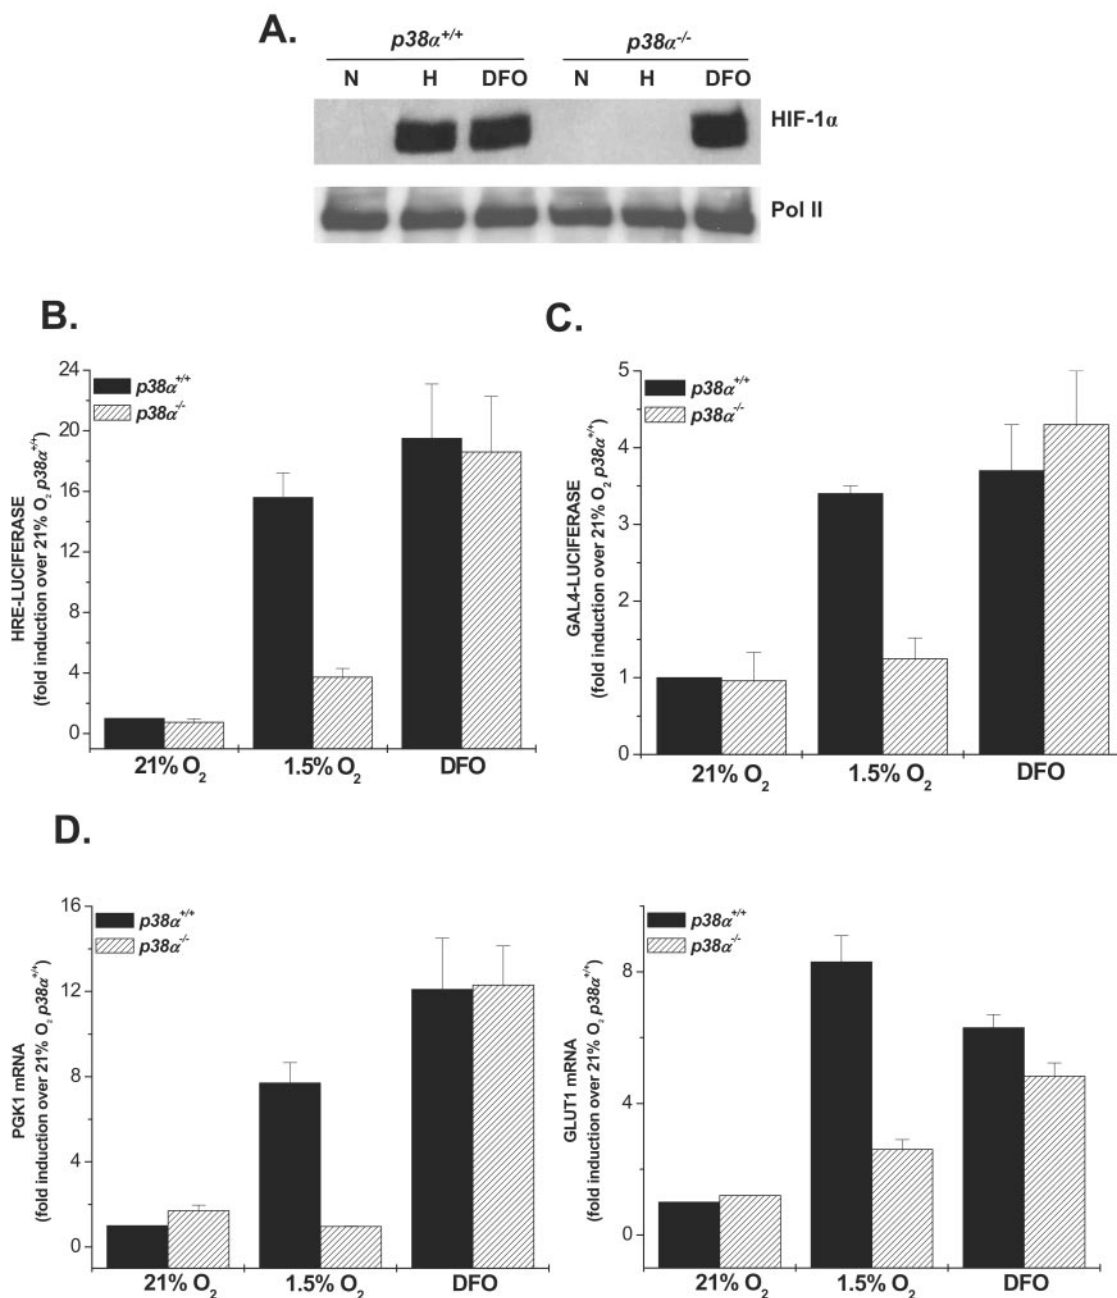 A.
p38α+/+ p38α-/-
N H DFO N H DFO
HIF-1α
Pol II
B.
24
20
16
12
8
4
0
HRE-LUCIFERASE
(fold induction over 21% O2 p38α+/+)
p38α+/+
p38α-/-
21% O2 1.5% O2 DFO
C.
5
4
3
2
1
0
GAL4-LUCIFERASE
(fold induction over 21% O2 p38α+/+)
p38α+/+
p38α-/-
21% O2 1.5% O2 DFO
D.
16
12
8
4
0
PGK1 mRNA
(fold induction over 21% O2 p38α+/+)
p38α+/+
p38α-/-
21% O2 1.5% O2 DFO
8
4
0
GLUT1 mRNA
(fold induction over 21% O2 p38α+/+)
p38α+/+
p38α-/-
21% O2 1.5% O2 DFO